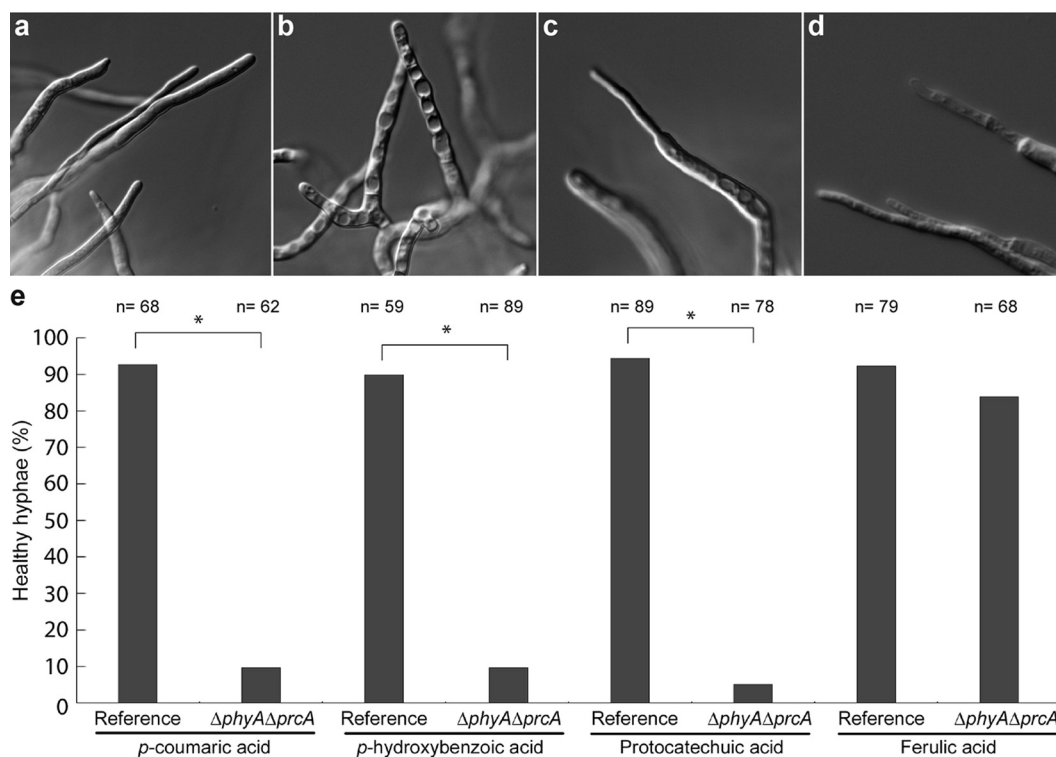 a b c d
e
n= 68 n= 62 n= 59 n= 89 n= 89 n= 78 n= 79 n= 68
* * *
100
90
80
70
60
50
40
30
20
10
0
Healthy hyphae (%)
Reference ΔphyAΔprcA Reference ΔphyAΔprcA Reference ΔphyAΔprcA Reference ΔphyAΔprcA
p-coumaric acid p-hydroxybenzoic acid Protocatechuic acid Ferulic acid